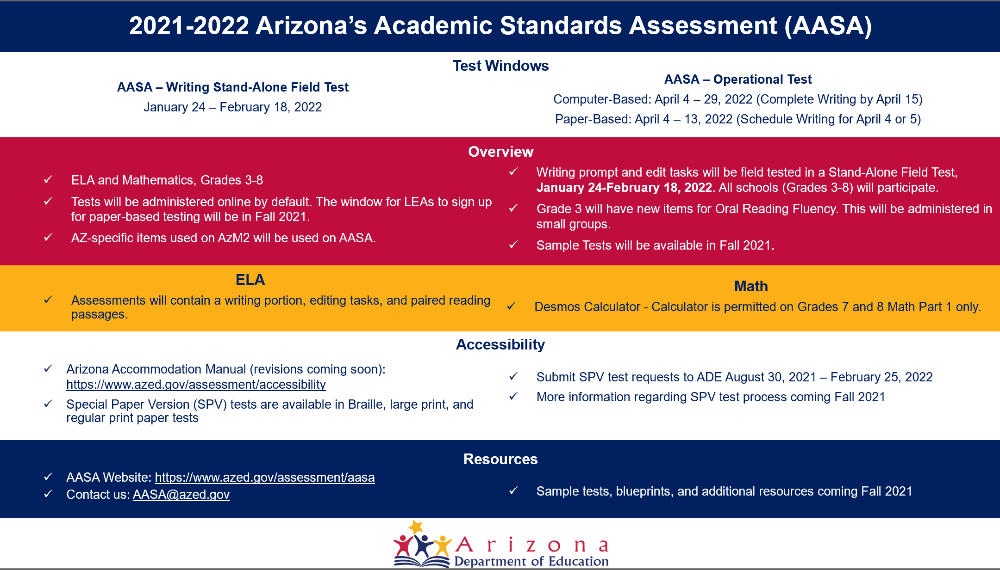 2021-2022 Arizona’s Academic Standards Assessment (AASA)
Test Windows
AASA – Writing Stand-Alone Field Test
January 24 – February 18, 2022
AASA – Operational Test
Computer-Based: April 4 – 29, 2022 (Complete Writing by April 15)
Paper-Based: April 4 – 13, 2022 (Schedule Writing for April 4 or 5)
Overview
✓ ELA and Mathematics, Grades 3-8
✓ Tests will be administered online by default. The window for LEAs to sign up
for paper-based testing will be in Fall 2021.
✓ AZ-specific items used on AzM2 will be used on AASA.
✓ Writing prompt and edit tasks will be field tested in a Stand-Alone Field Test,
January 24-February 18, 2022. All schools (Grades 3-8) will participate.
✓ Grade 3 will have new items for Oral Reading Fluency. This will be administered in
small groups.
✓ Sample Tests will be available in Fall 2021.
ELA
✓ Assessments will contain a writing portion, editing tasks, and paired reading
passages.
Math
✓ Desmos Calculator - Calculator is permitted on Grades 7 and 8 Math Part 1 only.
Accessibility
✓ Arizona Accommodation Manual (revisions coming soon):
https://www.azed.gov/assessment/accessibility
✓ Special Paper Version (SPV) tests are available in Braille, large print, and
regular print paper tests
✓ Submit SPV test requests to ADE August 30, 2021 – February 25, 2022
✓ More information regarding SPV test process coming Fall 2021
Resources
✓ AASA Website: https://www.azed.gov/assessment/aasa
✓ Contact us: AASA@azed.gov
✓ Sample tests, blueprints, and additional resources coming Fall 2021
Arizona
Department of Education